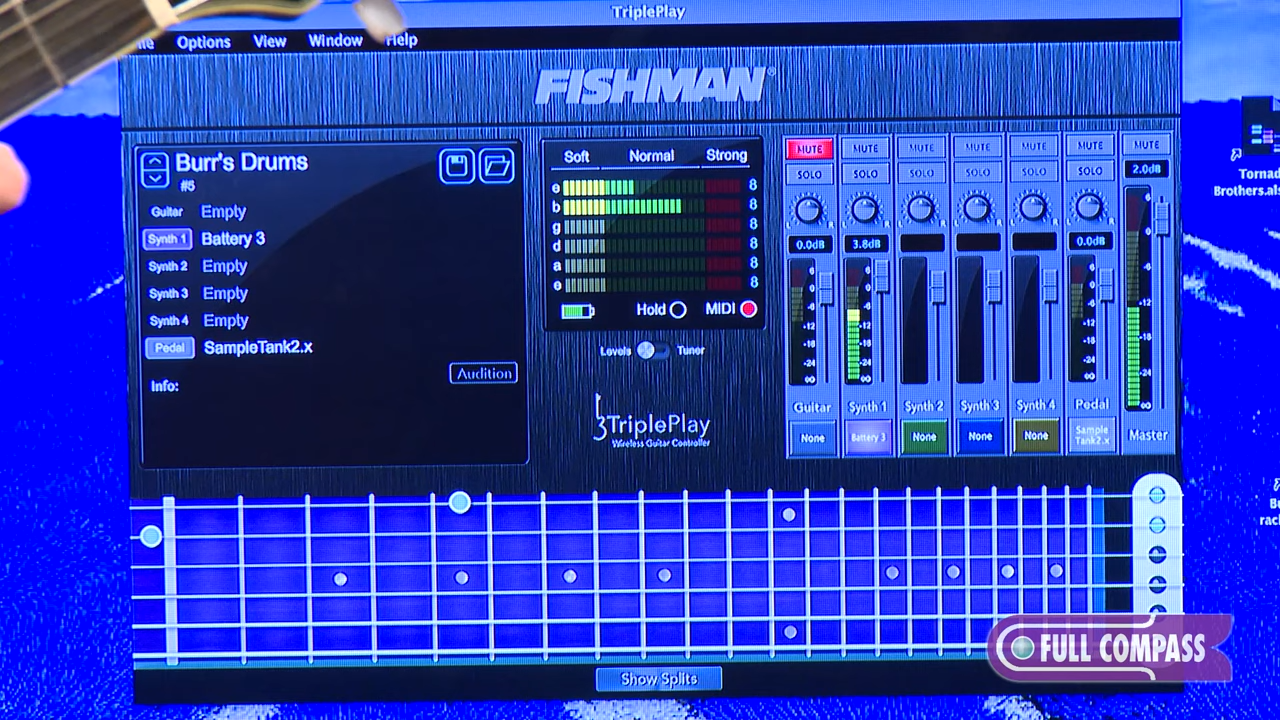 TriplePlay
Options View Window Help
FISHMAN
Burr's Drums
#5
Guitar Empty
Synth 1 Battery 3
Synth 2 Empty
Synth 3 Empty
Synth 4 Empty
Pedal SampleTank2.x
Audition
Info:
Soft Normal Strong
e 8
b 8
g 8
d 8
a 8
e 8
Hold MIDI
Levels Tuner
TriplePlay
Wireless Guitar Controller
MUTE MUTE MUTE MUTE MUTE MUTE MUTE
SOLO SOLO SOLO SOLO SOLO SOLO
2.0dB
0.0dB 3.8dB 0.0dB
Guitar Synth 1 Synth 2 Synth 3 Synth 4 Pedal Master
None Battery 3 None None None Sample Tank2.x
Show Splits
Brothers.als
FULL COMPASS